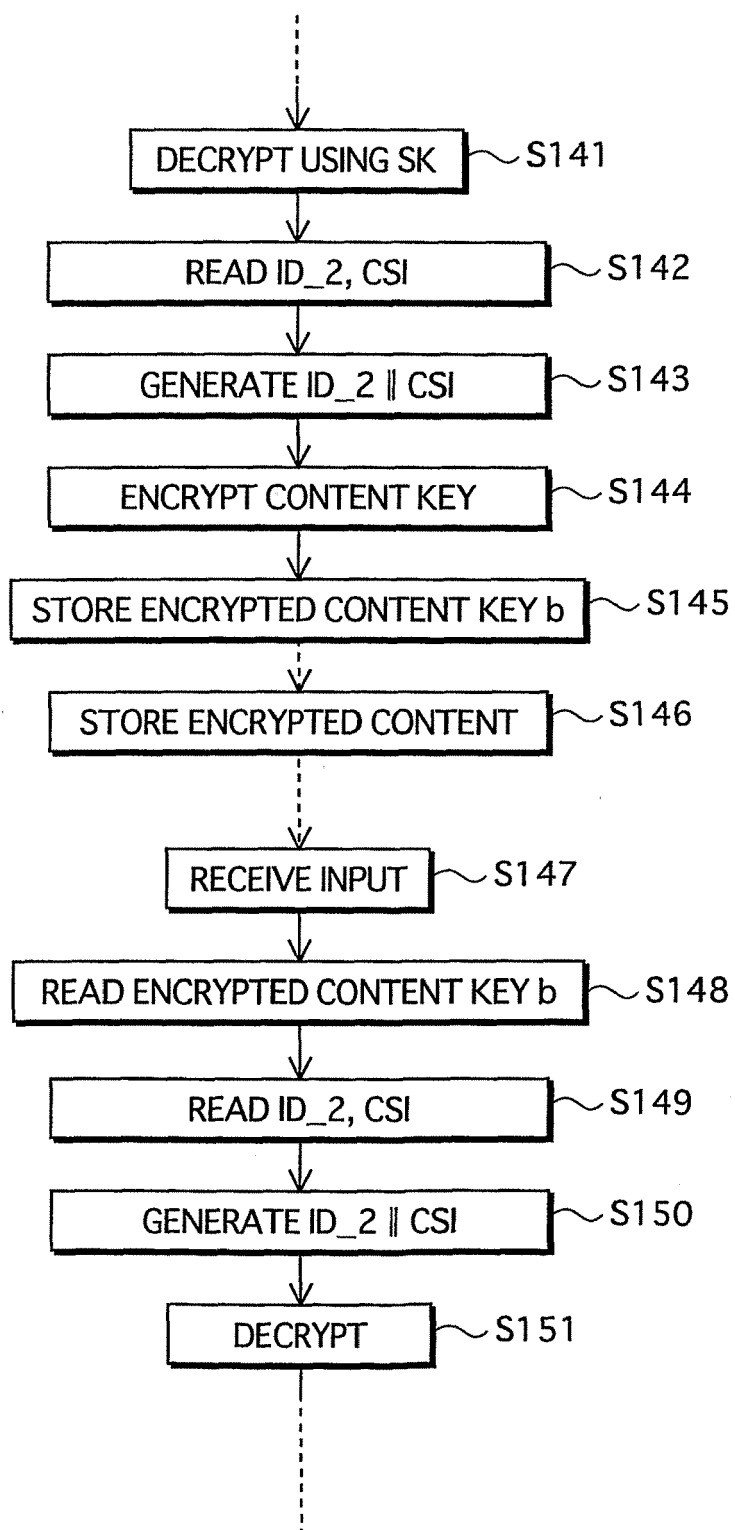 DECRYPT USING SK S141
READ ID_2, CSI S142
GENERATE ID_2 || CSI S143
ENCRYPT CONTENT KEY S144
STORE ENCRYPTED CONTENT KEY b S145
STORE ENCRYPTED CONTENT S146
RECEIVE INPUT S147
READ ENCRYPTED CONTENT KEY b S148
READ ID_2, CSI S149
GENERATE ID_2 || CSI S150
DECRYPT S151